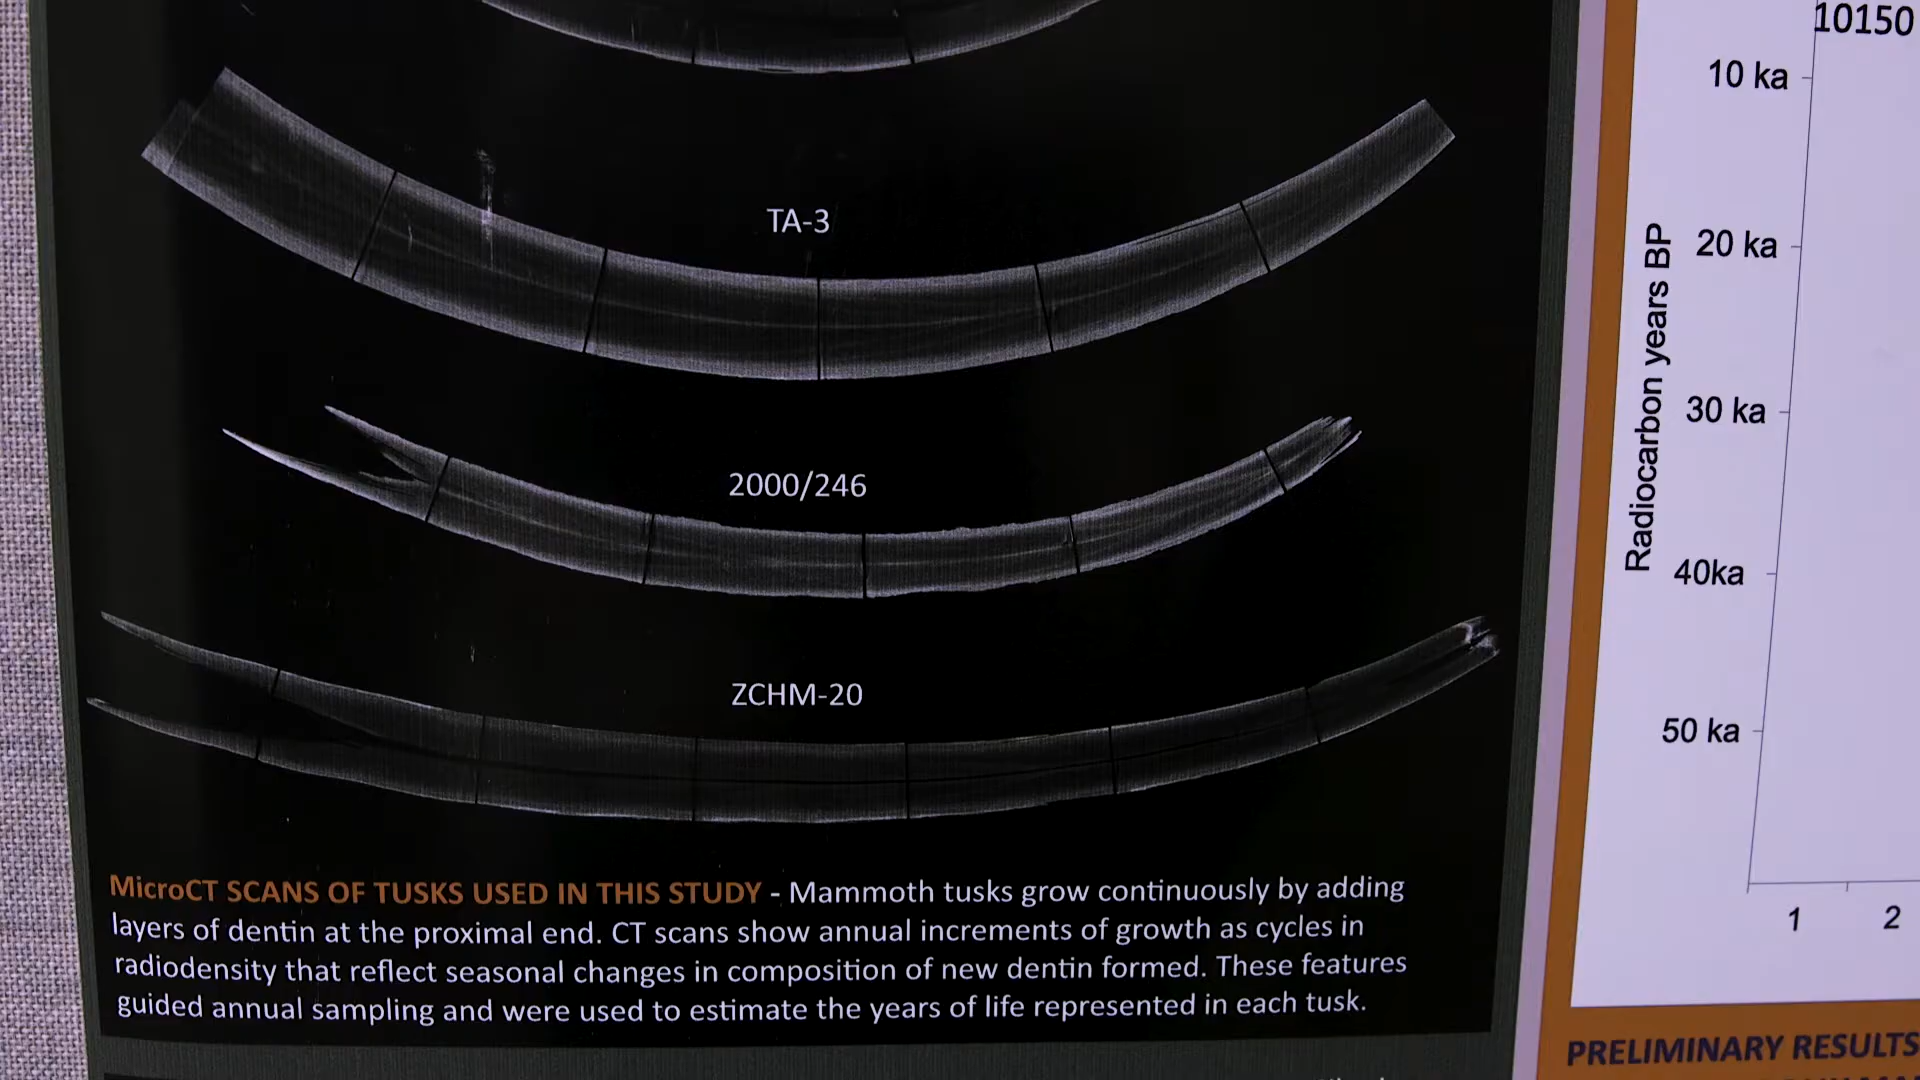 TA-3
2000/246
ZCHM-20
MicroCT SCANS OF TUSKS USED IN THIS STUDY - Mammoth tusks grow continuously by adding
layers of dentin at the proximal end. CT scans show annual increments of growth as cycles in
radiodensity that reflect seasonal changes in composition of new dentin formed. These features
guided annual sampling and were used to estimate the years of life represented in each tusk.
10150
10 ka
20 ka
30 ka
40ka
50 ka
Radiocarbon years BP
1 2
PRELIMINARY RESULTS